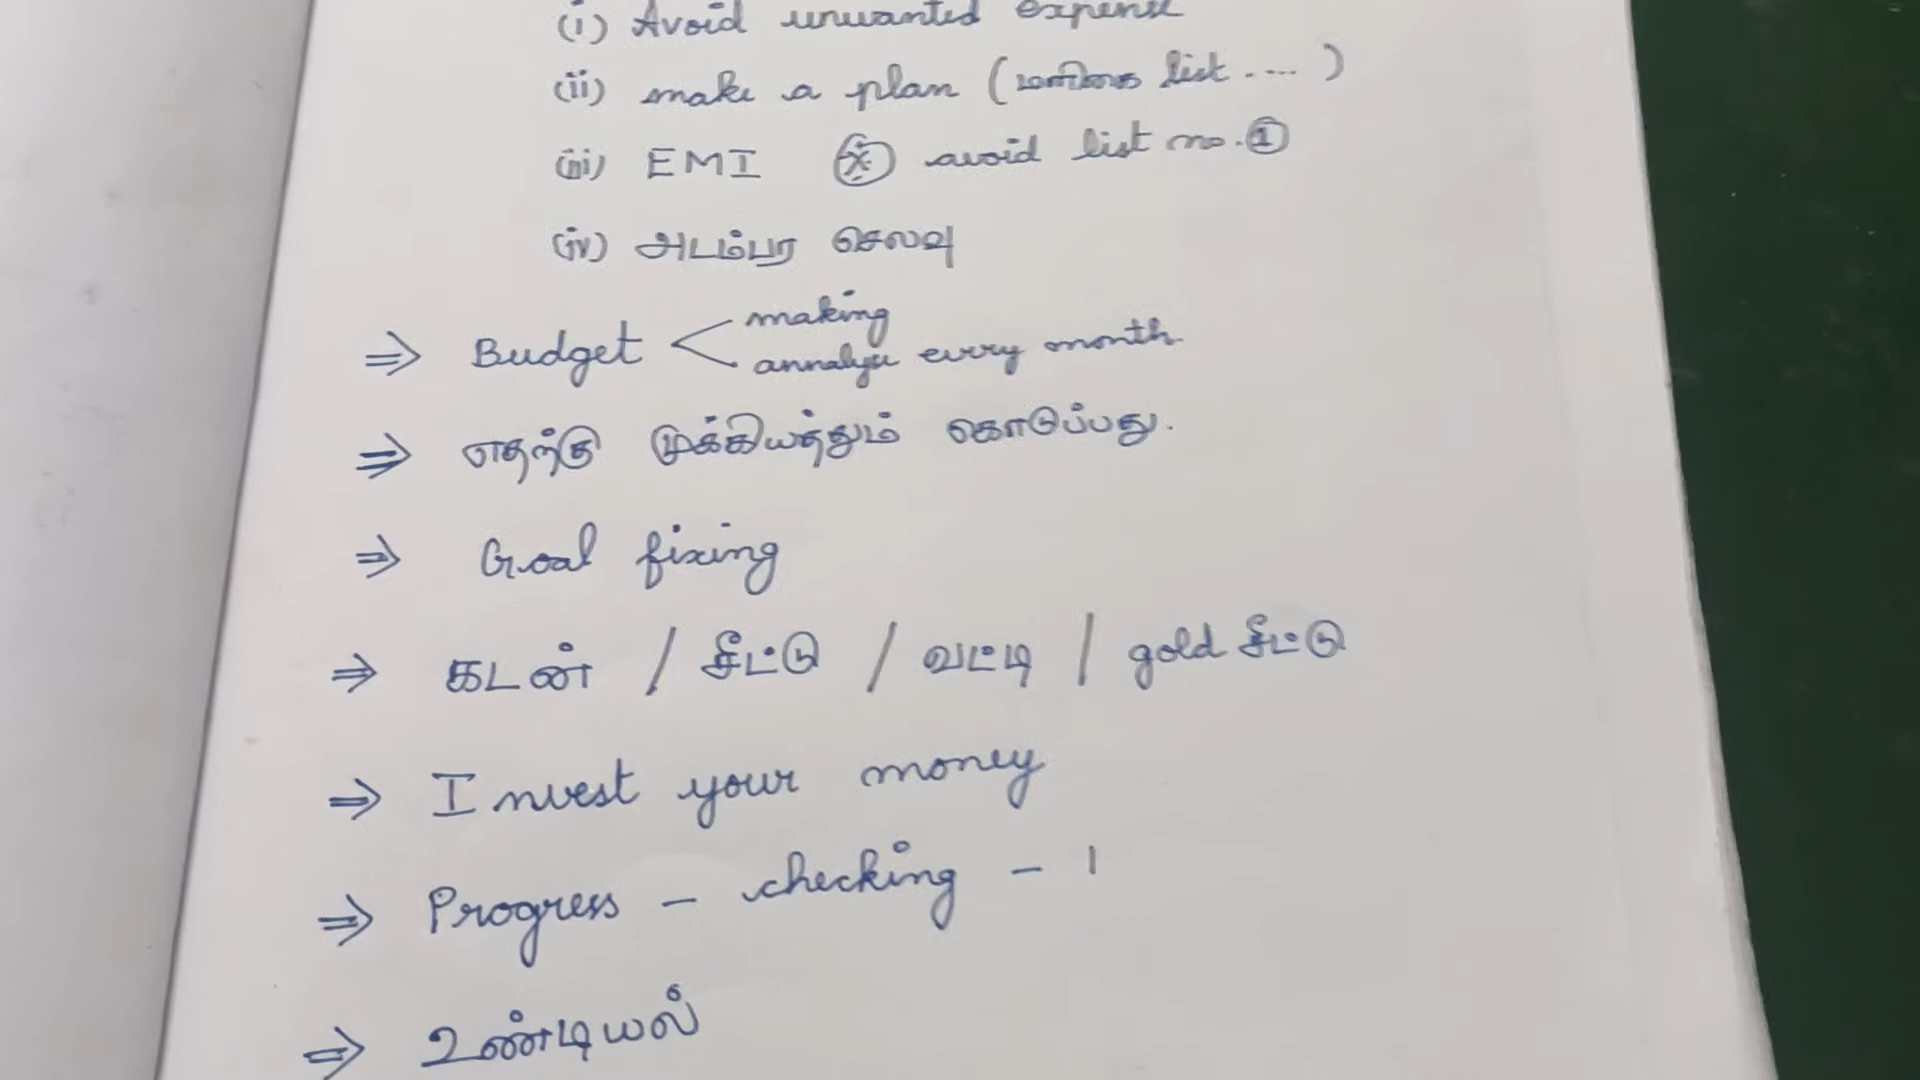 (i) Avoid unwanted expense
(ii) make a plan (மளிகை list .... )
(iii) EMI avoid list no. 1
(iv) அடம்பர செலவு
⇒ Budget < making
annalyse every month.
⇒ எதற்கு முக்கியத்தும் கொடுப்பது.
⇒ Goal fixing
⇒ கடன் / சீட்டு / வட்டி / gold சீட்டு
⇒ Invest your money
⇒ Progress - checking - 1
⇒ உண்டியல்